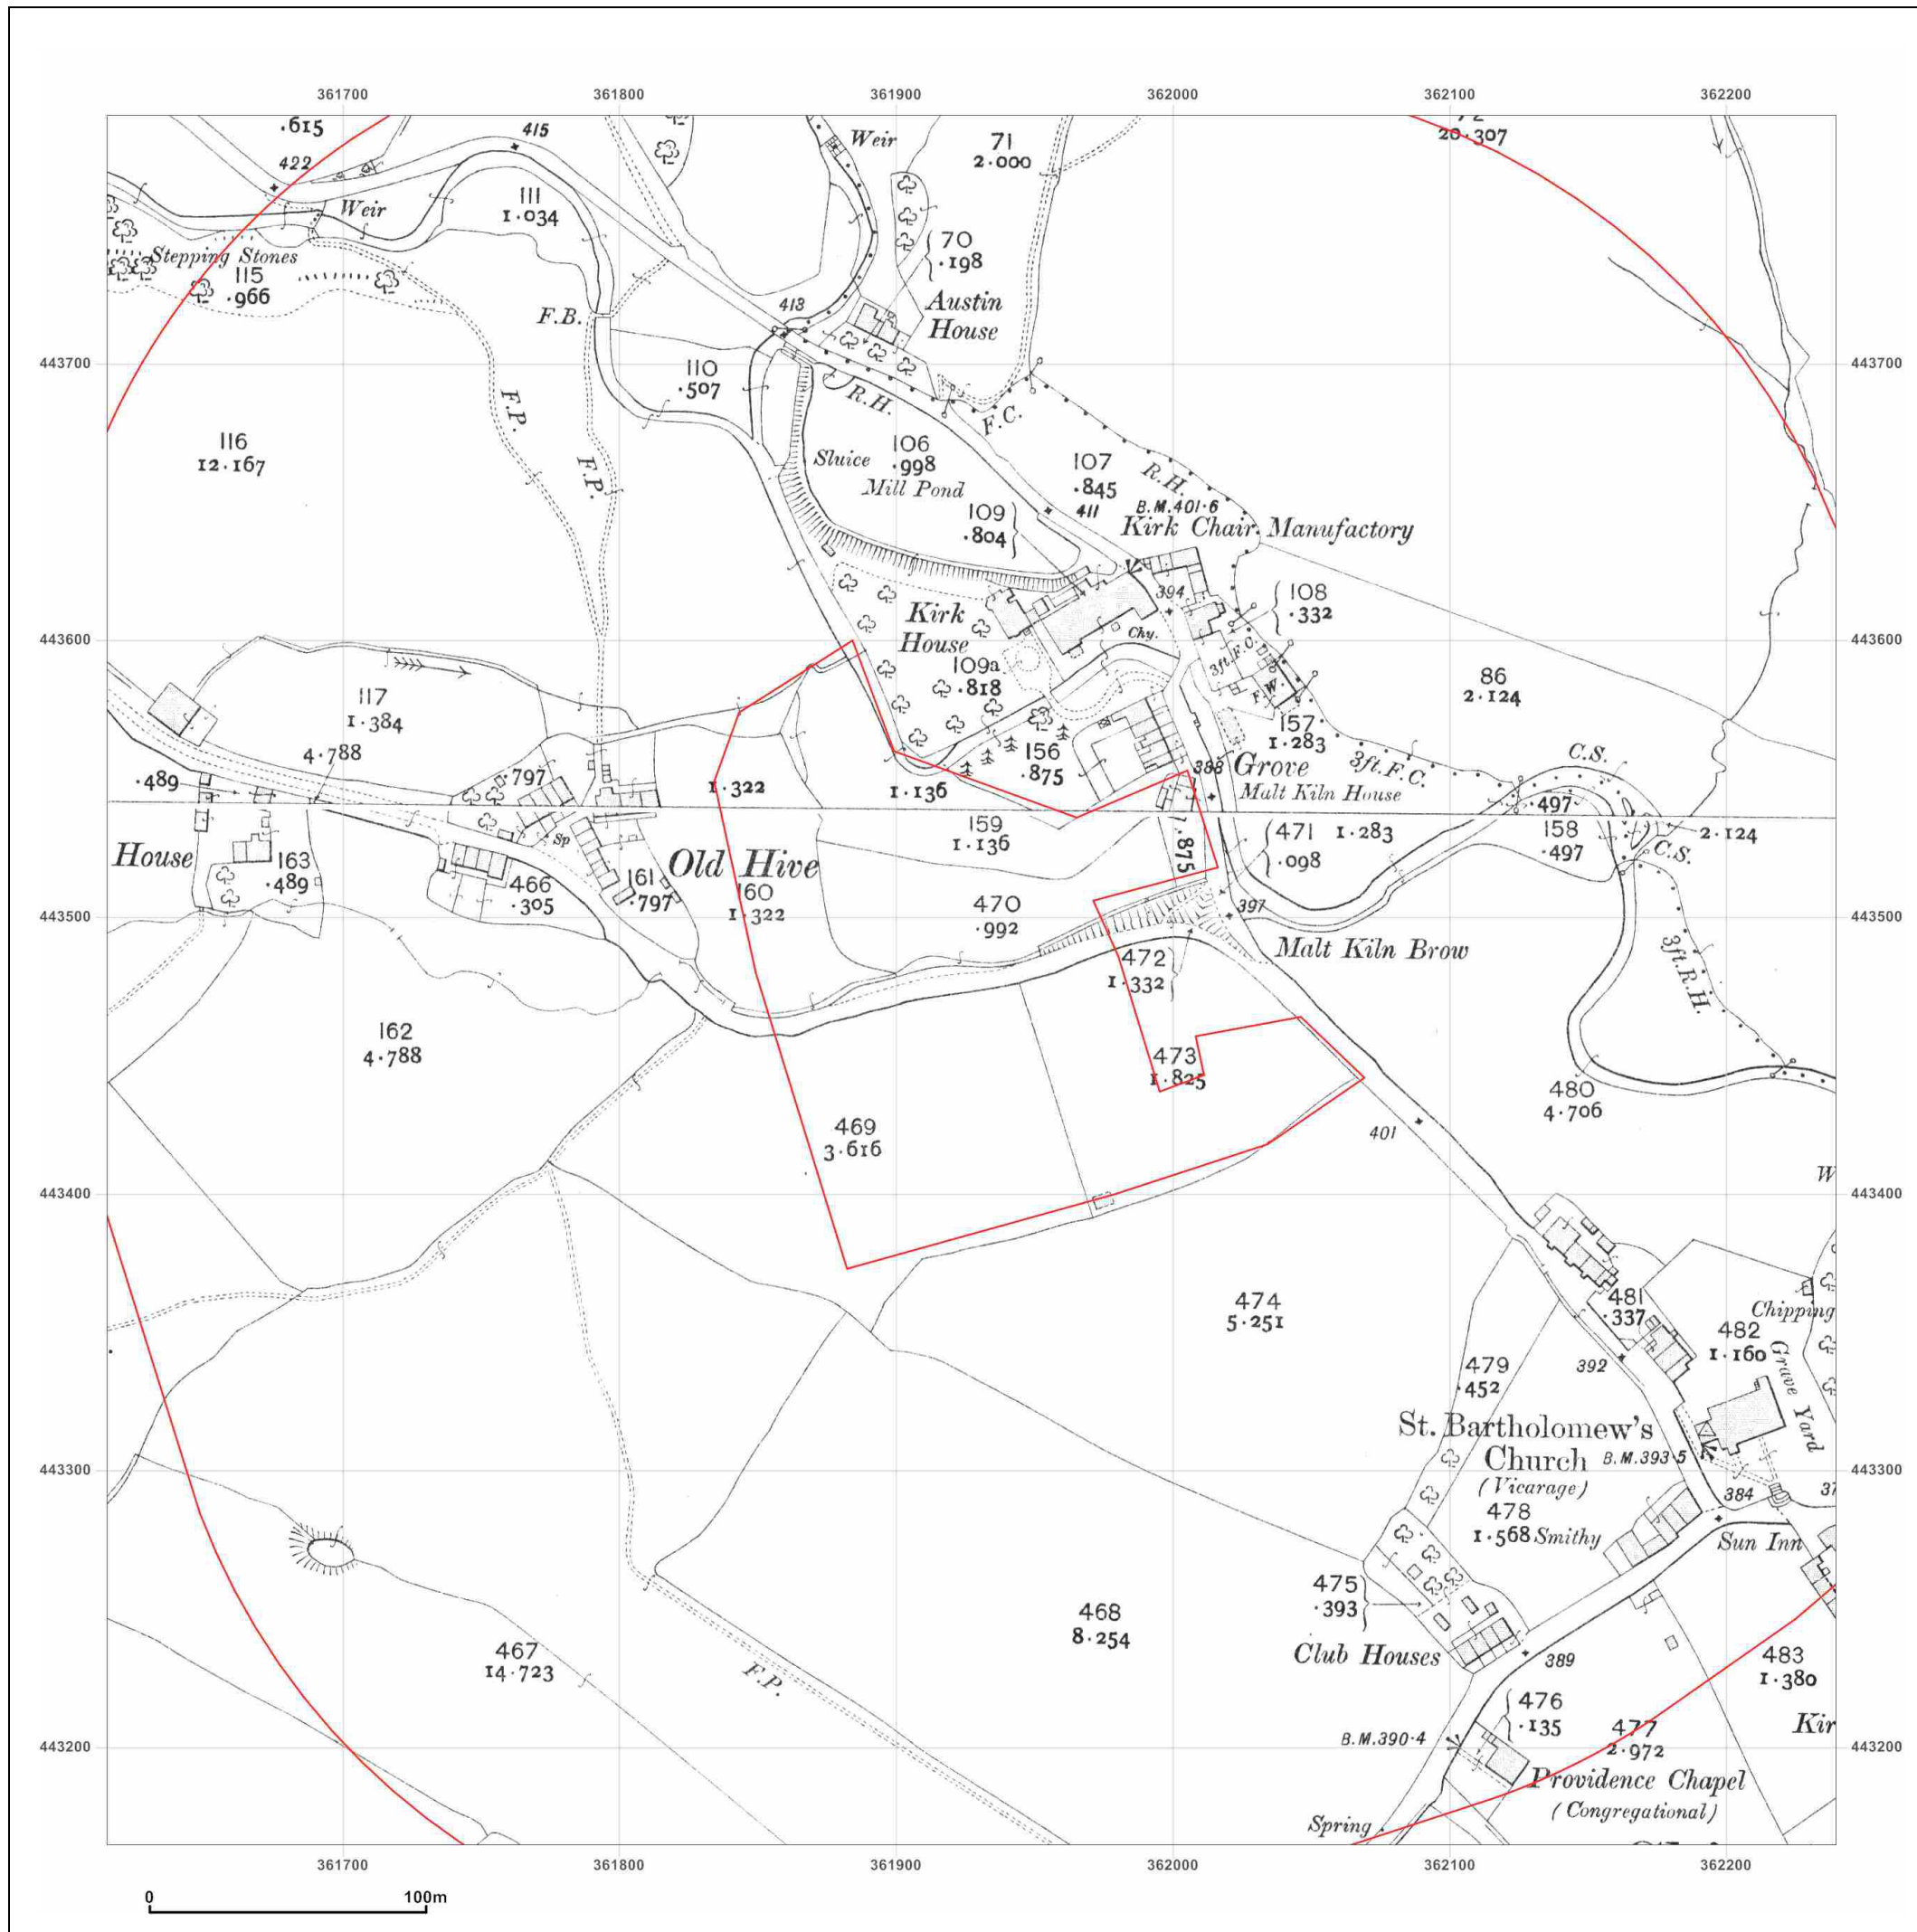 361700
361800
361900
362000
362100
362200
.615
415
422
Weir
71
2.000
20.307
111
1.034
Weir
Stepping Stones
115
.966
70
.198
Austin
House
413
F.B.
443700
443700
110
.507
R.H.
F.C.
F.P.
F.P.
116
12.167
106
.998
Sluice
Mill Pond
107
.845
R.H.
B.M.401.6
411
109
.804
Kirk Chair Manufactory
394
108
.332
Kirk
House
Chy.
3ft.F.C.
443600
443600
109a
.818
F.W.
86
2.124
117
1.384
157
1.283
4.788
156
.875
388
Grove
3ft.F.C.
C.S.
.489
.797
1.322
1.136
Malt Kiln House
.497
159
1.136
158
.497
2.124
C.S.
471
.098
1.283
1.875
Sp
House
163
.489
Old Hive
466
.305
161
.797
160
1.322
470
.992
443500
443500
397
Malt Kiln Brow
3ft.R.H.
472
1.332
162
4.788
473
1.825
480
4.706
469
3.616
401
W
443400
443400
474
5.251
481
.337
Chipping
482
1.160
Grave
Yard
479
.452
392
St. Bartholomew's
Church
(Vicarage)
B.M.393.5
443300
443300
478
1.568
Smithy
384
37
Sun Inn
475
.393
468
8.254
467
14.723
F.P.
Club Houses
389
483
1.380
476
.135
Kir
B.M.390.4
477
2.972
443200
443200
Providence Chapel
(Congregational)
Spring
361700
361800
361900
362000
362100
362200
0
100m